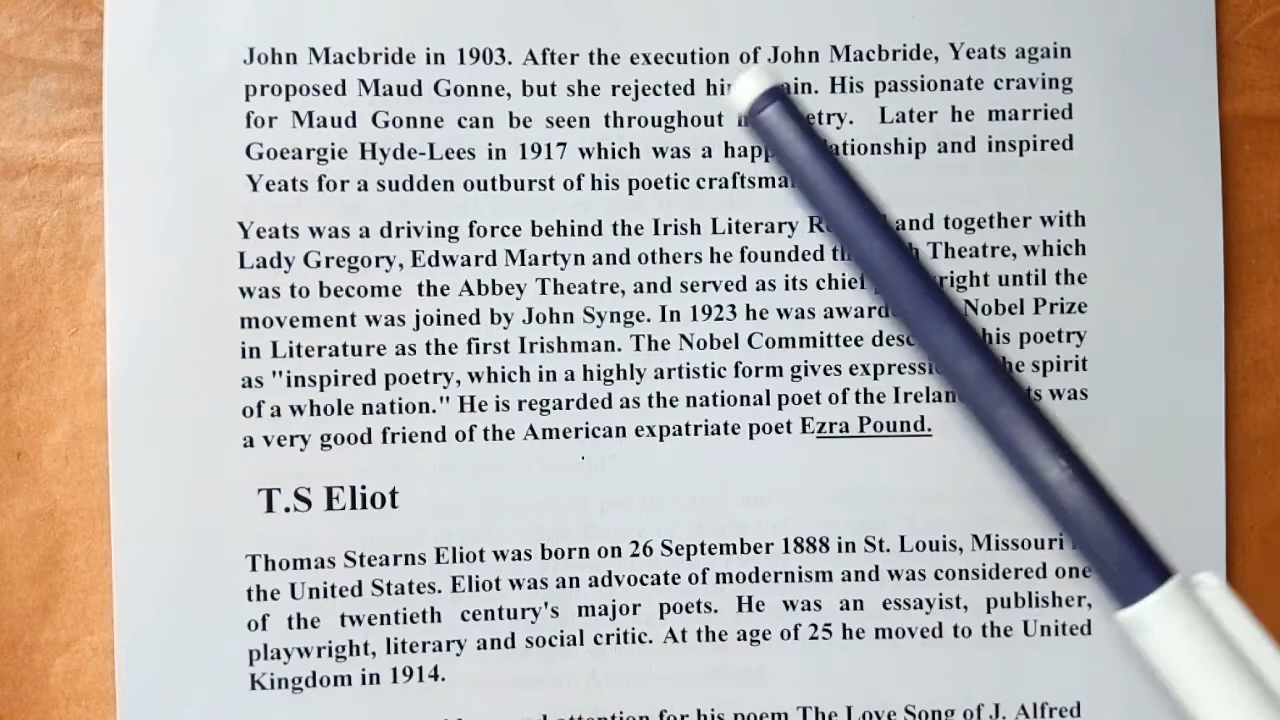 John Macbride in 1903. After the execution of John Macbride, Yeats again
proposed Maud Gonne, but she rejected . His passionate craving
for Maud Gonne can be seen throughout . Later he married
Goeargie Hyde-Lees in 1917 which was a and inspired
Yeats for a sudden outburst of his poetic
Yeats was a driving force behind the Irish Literary and together with
Lady Gregory, Edward Martyn and others he founded Theatre, which
was to become the Abbey Theatre, and served as its chief until the
movement was joined by John Synge. In 1923 he was Nobel Prize
in Literature as the first Irishman. The Nobel Committee his poetry
as "inspired poetry, which in a highly artistic form gives spirit
of a whole nation." He is regarded as the national poet of the was
a very good friend of the American expatriate poet Ezra Pound.
T.S Eliot
Thomas Stearns Eliot was born on 26 September 1888 in St. Louis, Missouri
the United States. Eliot was an advocate of modernism and was considered one
of the twentieth century's major poets. He was an essayist, publisher,
playwright, literary and social critic. At the age of 25 he moved to the United
Kingdom in 1914.
attention for his poem The Love Song of J. Alfred